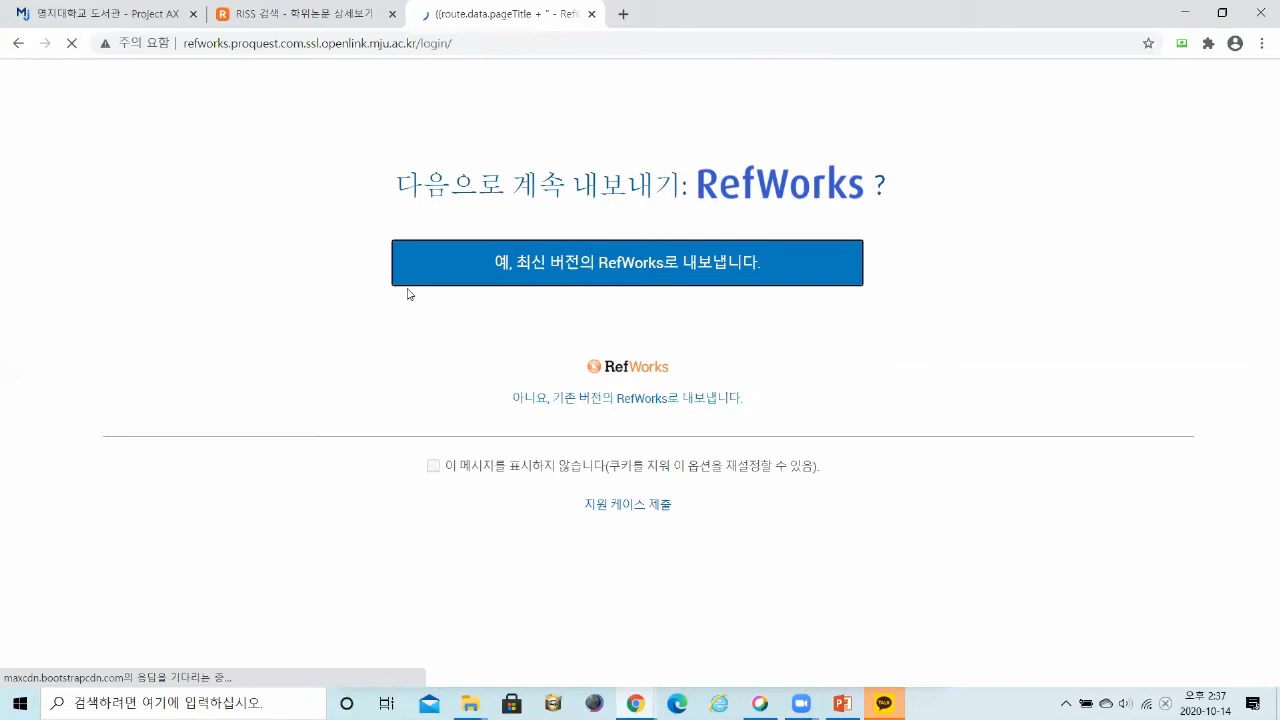 명지대학교 도서관 - Project AX
RISS 검색 - 학위논문 상세보기
{{route.data.pageTitle + " - Ref
주의 요함 | refworks.proquest.com.ssl.openlink.mju.ac.kr/login/
다음으로 계속 내보내기: RefWorks ?
예, 최신 버전의 RefWorks로 내보냅니다.
RefWorks
아니요, 기존 버전의 RefWorks로 내보냅니다.
이 메시지를 표시하지 않습니다(쿠키를 지워 이 옵션을 재설정할 수 있음).
지원 케이스 제출
maxcdn.bootstrapcdn.com의 응답을 기다리는 중...
검색하려면 여기에 입력하십시오.
TALK
오후 2:37
2020-10-14